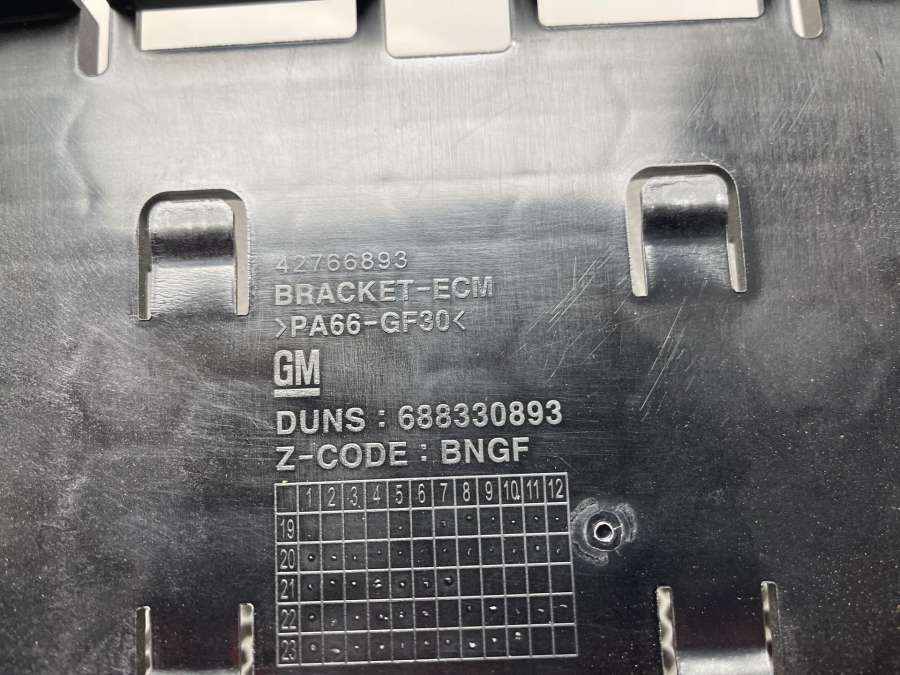 42766893
BRACKET-ECM
>PA66-GF30<
GM
DUNS : 688330893
Z-CODE : BNGF
1 2 3 4 5 6 7 8 9 10 11 12
19
20
21
22
23